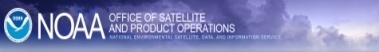 NOAA
OFFICE OF SATELLITE
AND PRODUCT OPERATIONS
NATIONAL ENVIRONMENTAL SATELLITE, DATA, AND INFORMATION SERVICE